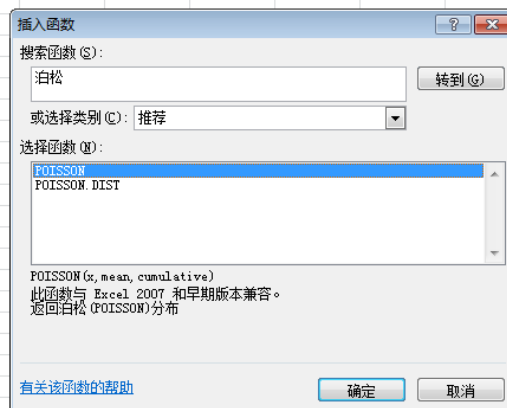 插入函数
搜索函数(S):
泊松
转到(G)
或选择类别(C): 推荐
选择函数(N):
POISSON
POISSON.DIST
POISSON(x,mean,cumulative)
此函数与 Excel 2007 和早期版本兼容。
返回泊松(POISSON)分布
有关该函数的帮助
确定
取消